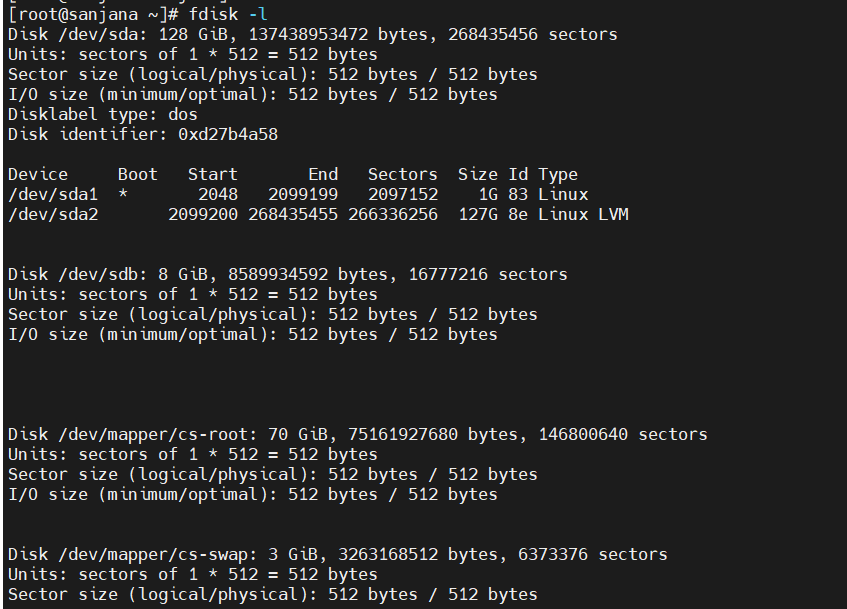 [root@sanjana ~]# fdisk -l
Disk /dev/sda: 128 GiB, 137438953472 bytes, 268435456 sectors
Units: sectors of 1 * 512 = 512 bytes
Sector size (logical/physical): 512 bytes / 512 bytes
I/O size (minimum/optimal): 512 bytes / 512 bytes
Disklabel type: dos
Disk identifier: 0xd27b4a58
Device     Boot   Start       End   Sectors  Size Id Type
/dev/sda1  *       2048   2099199   2097152    1G 83 Linux
/dev/sda2       2099200 268435455 266336256  127G 8e Linux LVM
Disk /dev/sdb: 8 GiB, 8589934592 bytes, 16777216 sectors
Units: sectors of 1 * 512 = 512 bytes
Sector size (logical/physical): 512 bytes / 512 bytes
I/O size (minimum/optimal): 512 bytes / 512 bytes
Disk /dev/mapper/cs-root: 70 GiB, 75161927680 bytes, 146800640 sectors
Units: sectors of 1 * 512 = 512 bytes
Sector size (logical/physical): 512 bytes / 512 bytes
I/O size (minimum/optimal): 512 bytes / 512 bytes
Disk /dev/mapper/cs-swap: 3 GiB, 3263168512 bytes, 6373376 sectors
Units: sectors of 1 * 512 = 512 bytes
Sector size (logical/physical): 512 bytes / 512 bytes